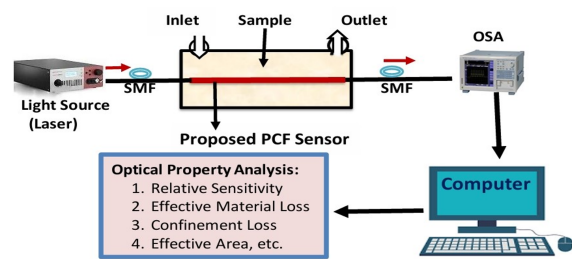 Inlet
Sample
Outlet
OSA
SMF
SMF
Light Source
(Laser)
Proposed PCF Sensor
Optical Property Analysis:
1. Relative Sensitivity
2. Effective Material Loss
3. Confinement Loss
4. Effective Area, etc.
Computer